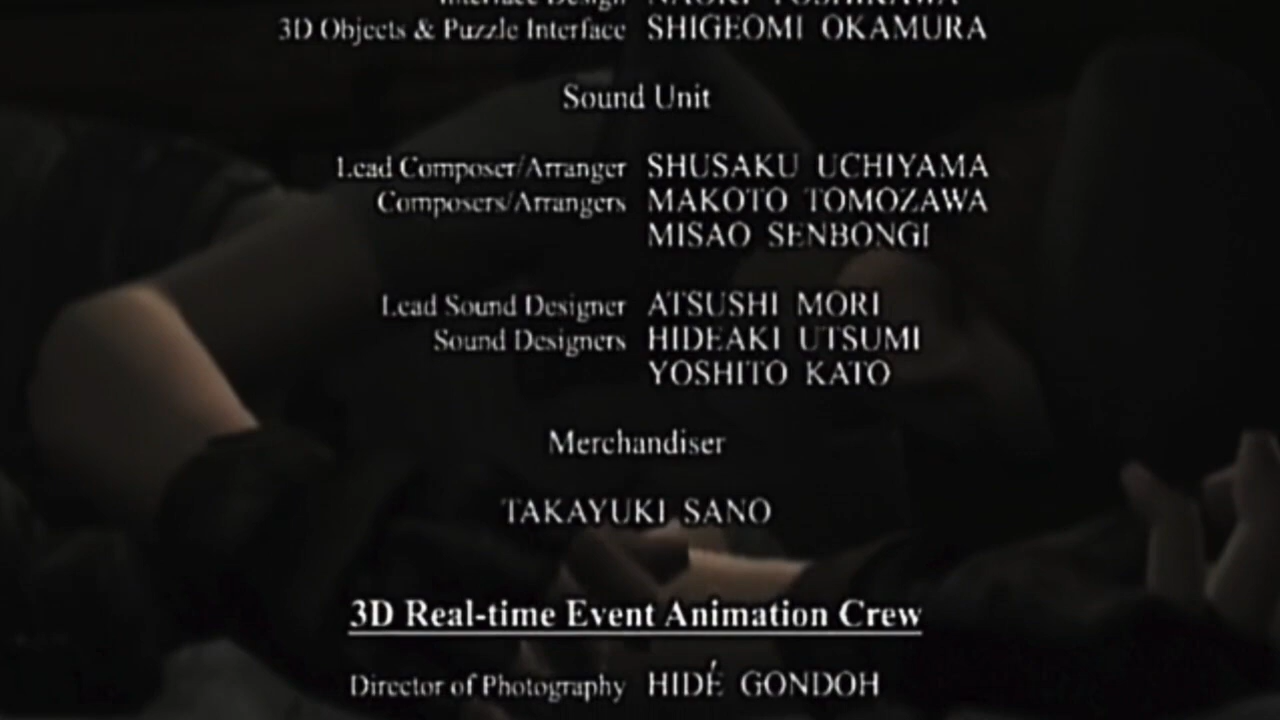 3D Objects & Puzzle Interface SHIGEOMI OKAMURA
Sound Unit
Lead Composer/Arranger SHUSAKU UCHIYAMA
Composers/Arrangers MAKOTO TOMOZAWA
MISAO SENBONGI
Lead Sound Designer ATSUSHI MORI
Sound Designers HIDEAKI UTSUMI
YOSHITO KATO
Merchandiser
TAKAYUKI SANO
3D Real-time Event Animation Crew
Director of Photography HIDÉ GONDOH